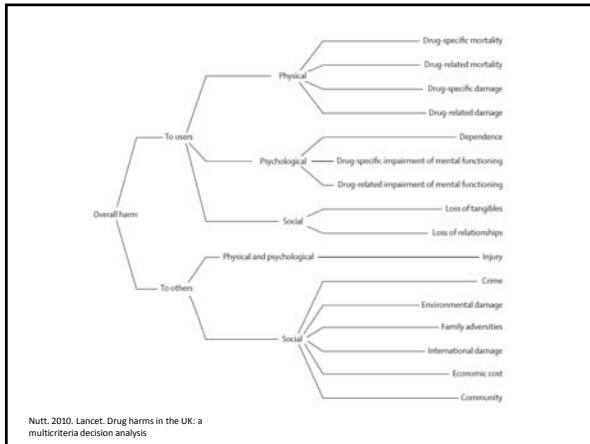 Drug-specific mortality
Drug-related mortality
Physical
Drug-specific damage
Drug-related damage
To users
Dependence
Psychological
Drug-specific impairment of mental functioning
Drug-related impairment of mental functioning
Loss of tangibles
Social
Loss of relationships
Overall harm
Physical and psychological
Injury
Crime
To others
Environmental damage
Family adversities
Social
International damage
Economic cost
Community
Nutt. 2010. Lancet. Drug harms in the UK: a
multicriteria decision analysis